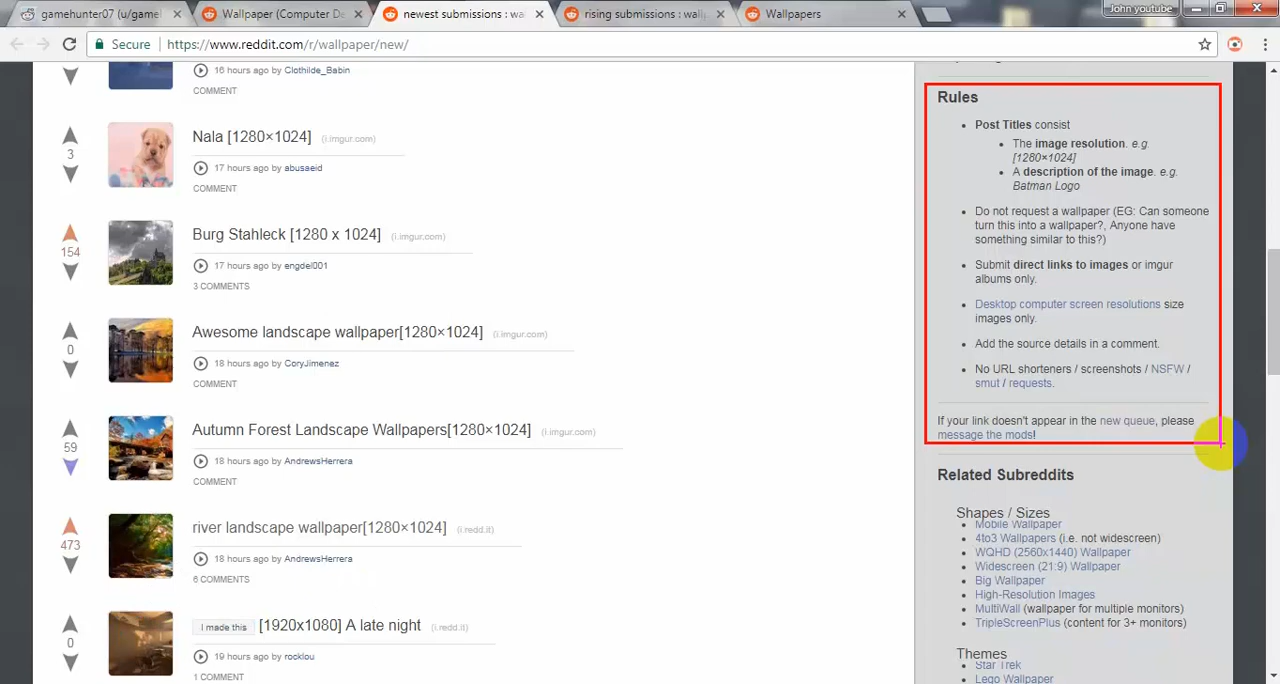 gamehunter07 (u/gamel
Wallpaper (Computer De
newest submissions : wa
rising submissions : wall
Wallpapers
John youtube
Secure
https://www.reddit.com/r/wallpaper/new/
16 hours ago by Clothilde_Babin
COMMENT
3
Nala [1280×1024] (i.imgur.com)
17 hours ago by abusaeid
COMMENT
154
Burg Stahleck [1280 x 1024] (i.imgur.com)
17 hours ago by engdel001
3 COMMENTS
0
Awesome landscape wallpaper[1280×1024] (i.imgur.com)
18 hours ago by CoryJimenez
COMMENT
59
Autumn Forest Landscape Wallpapers[1280×1024] (i.imgur.com)
18 hours ago by AndrewsHerrera
COMMENT
473
river landscape wallpaper[1280×1024] (i.redd.it)
18 hours ago by AndrewsHerrera
6 COMMENTS
0
I made this [1920x1080] A late night (i.redd.it)
19 hours ago by rocklou
1 COMMENT
Rules
Post Titles consist
The image resolution. e.g.
[1280×1024]
A description of the image. e.g.
Batman Logo
Do not request a wallpaper (EG: Can someone
turn this into a wallpaper?, Anyone have
something similar to this?)
Submit direct links to images or imgur
albums only.
Desktop computer screen resolutions size
images only.
Add the source details in a comment.
No URL shorteners / screenshots / NSFW /
smut / requests.
If your link doesn't appear in the new queue, please
message the mods!
Related Subreddits
Shapes / Sizes
Mobile Wallpaper
4to3 Wallpapers (i.e. not widescreen)
WQHD (2560x1440) Wallpaper
Widescreen (21:9) Wallpaper
Big Wallpaper
High-Resolution Images
MultiWall (wallpaper for multiple monitors)
TripleScreenPlus (content for 3+ monitors)
Themes
Star Trek
Lego Wallpaper